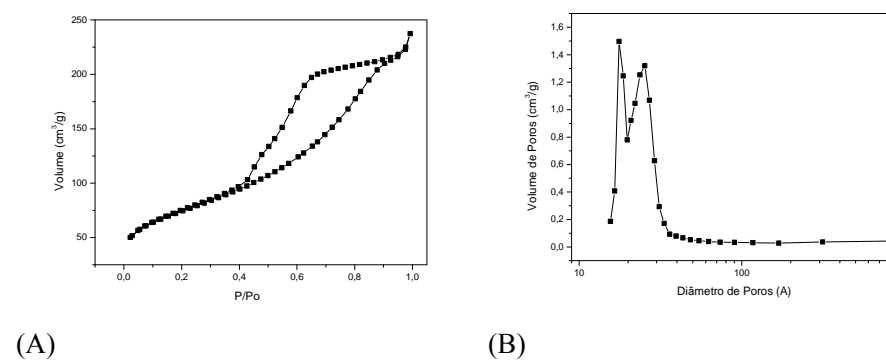 250
200
150
100
50
Volume (cm³/g)
0,0 0,2 0,4 0,6 0,8 1,0
P/Po
1,6
1,4
1,2
1,0
0,8
0,6
0,4
0,2
0,0
Volume de Poros (cm³/g)
10 100
Diâmetro de Poros (A)
(A) (B)